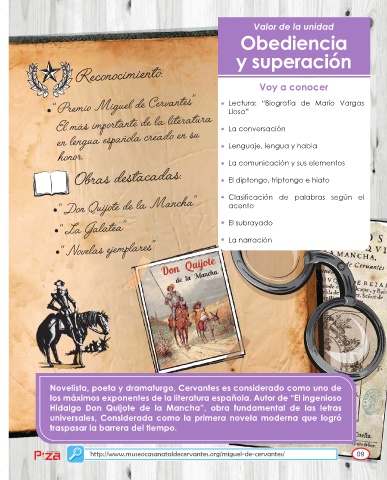 Valor de la unidad
Obediencia
y superación
Voy a conocer
• Lectura: "Biografía de Mario Vargas
Llosa"
• La conversación
• Lenguaje, lengua y habla
• La comunicación y sus elementos
• El diptongo, triptongo e hiato
• Clasificación de palabras según el
acento
• El subrayado
• La narración
Reconocimiento:
• "Premio Miguel de Cervantes"
El más importante de la literatura
en lengua española creado en su
honor.
Obras destacadas:
• "Don Quijote de la Mancha"
• "La Galatea"
• "Novelas ejemplares"
Don Quijote
de la Mancha
MANCHA,
Novelista, poeta y dramaturgo, Cervantes es considerado como uno de
los máximos exponentes de la literatura española. Autor de "El ingenioso
Hidalgo Don Quijote de la Mancha", obra fundamental de las letras
universales, Considerada como la primera novela moderna que logró
traspasar la barrera del tiempo.
http://www.museocasanataldecervantes.org/miguel-de-cervantes/
09